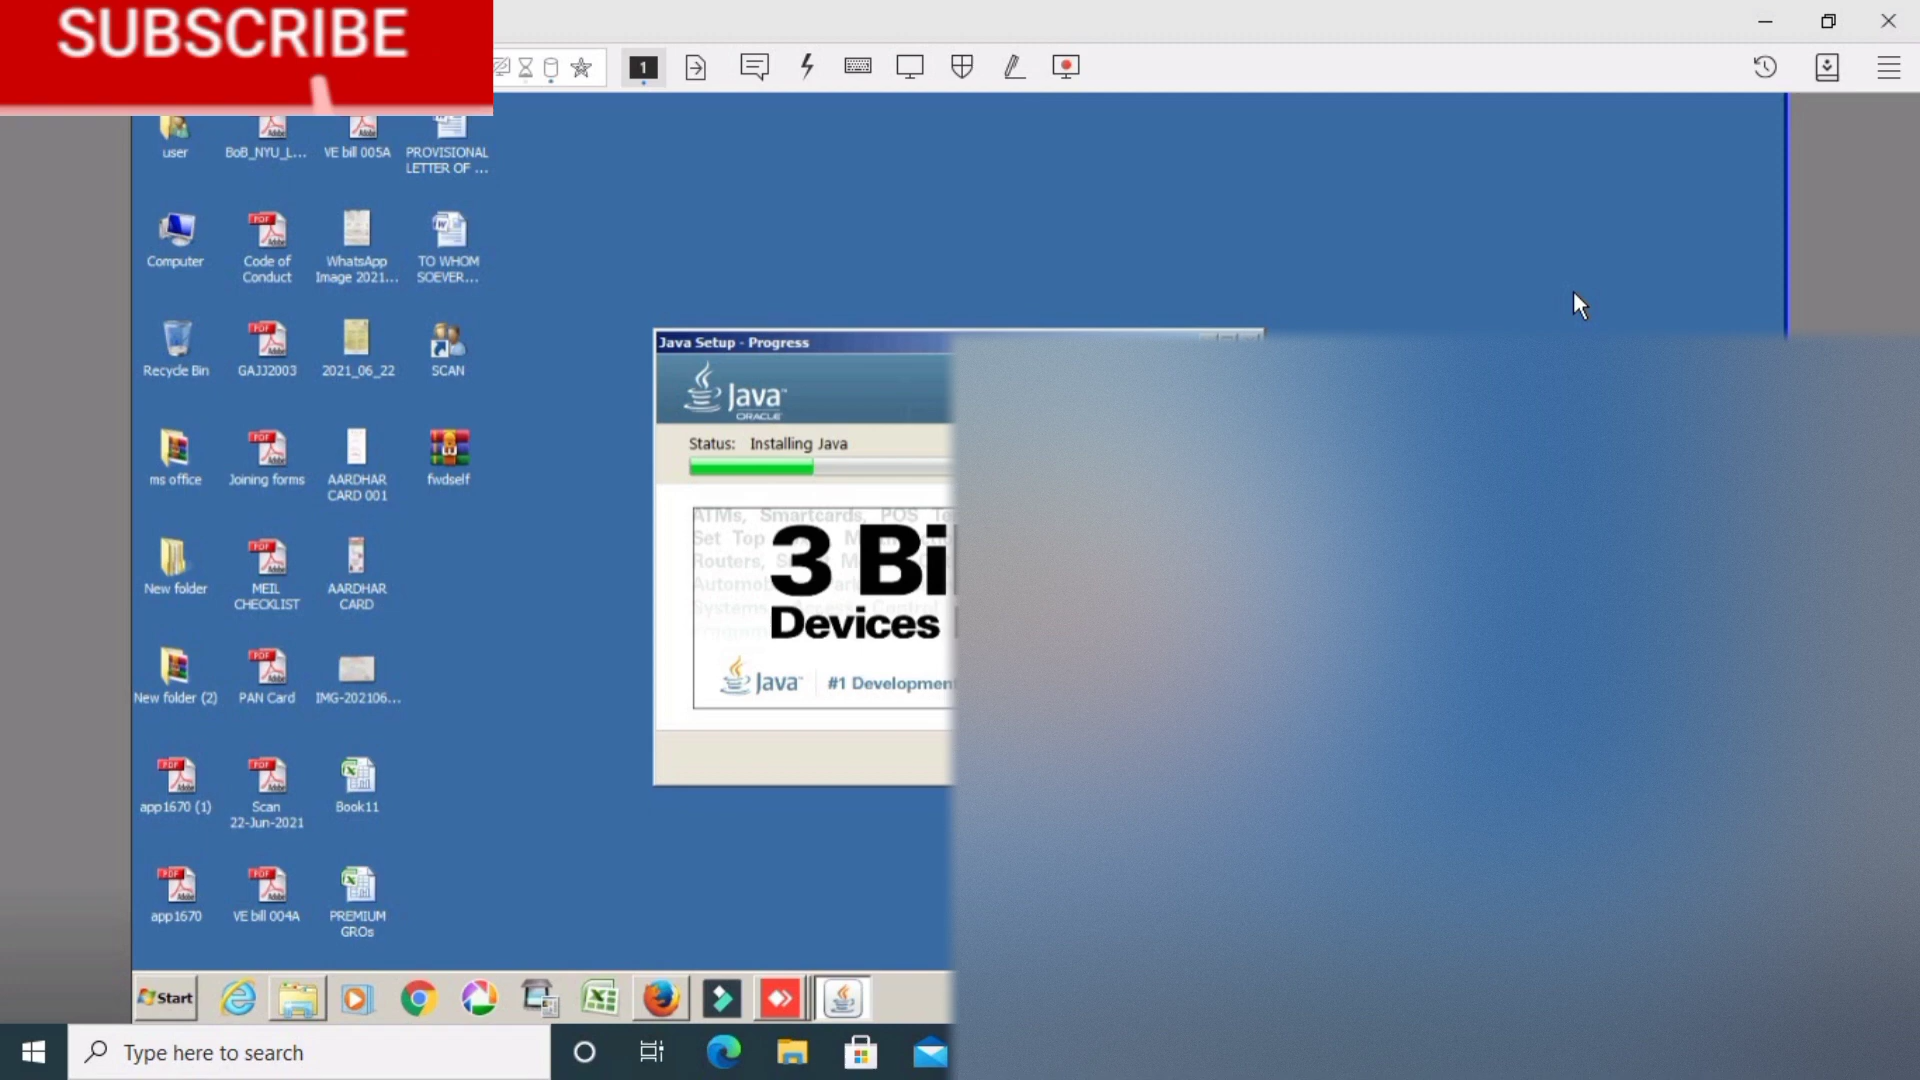 SUBSCRIBE
1
user
BoB_NYU_L...
VE bill 005A
PROVISIONAL
LETTER OF ...
Computer
Code of
Conduct
WhatsApp
Image 2021...
TO WHOM
SOEVER...
Recycle Bin
GAJJ2003
2021_06_22
SCAN
ms office
Joining forms
AARDHAR
CARD 001
fwdself
New folder
MEIL
CHECKLIST
AARDHAR
CARD
New folder (2)
PAN Card
IMG-202106...
app1670 (1)
Scan
22-Jun-2021
Book11
app1670
VE bill 004A
PREMIUM
GROs
Java Setup - Progress
Java
ORACLE
Status: Installing Java
ATMs, Smartcards, POS
Set Top
Routers,
3
Devices
Java
#1
Start
Type here to search